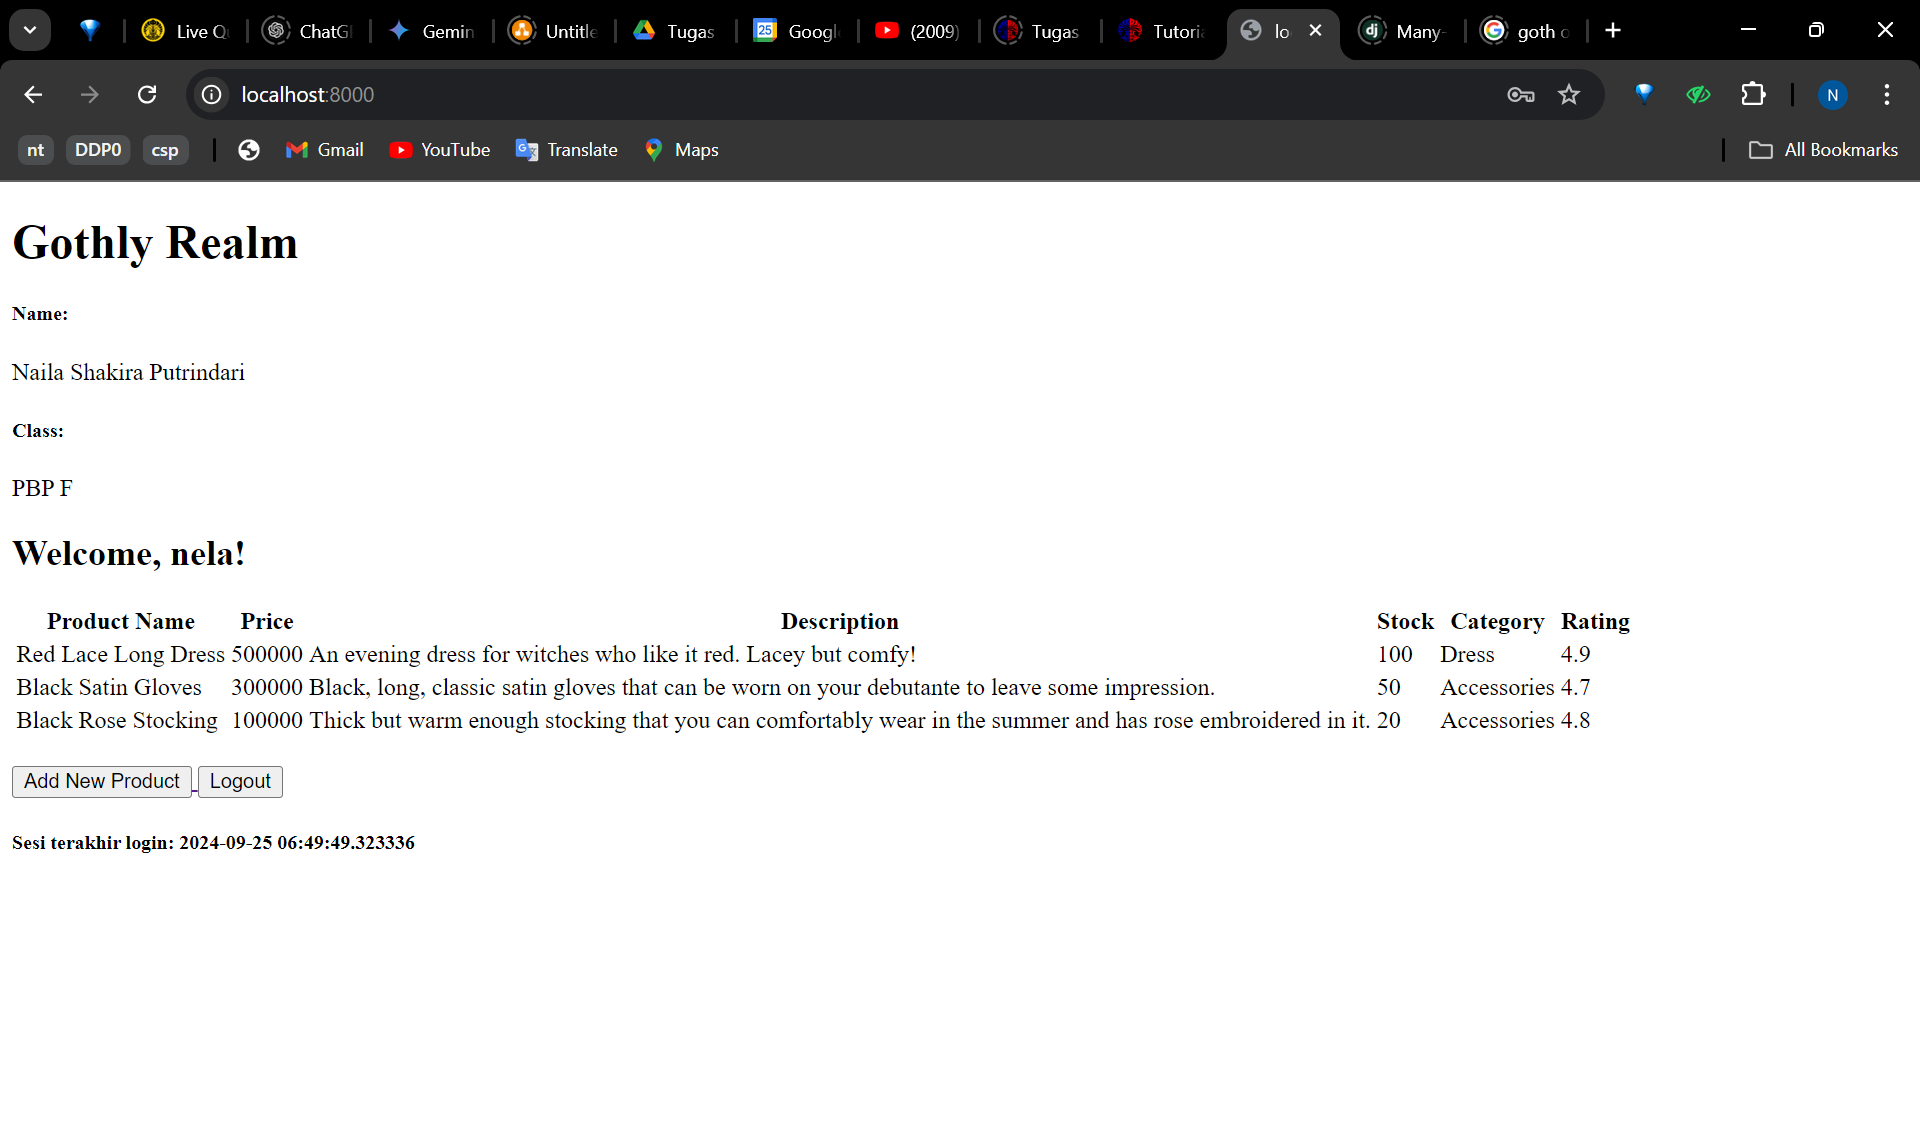 Live Q
ChatG
Gemin
Untitle
Tugas
25
Googl
(2009)
Tugas
Tutori
lo
dj
Many-
goth o
localhost:8000
N
nt
DDP0
csp
Gmail
YouTube
Translate
Maps
All Bookmarks
Gothly Realm
Name:
Naila Shakira Putrindari
Class:
PBP F
Welcome, nela!
Product Name Price Description Stock Category Rating
Red Lace Long Dress 500000 An evening dress for witches who like it red. Lacey but comfy! 100 Dress 4.9
Black Satin Gloves 300000 Black, long, classic satin gloves that can be worn on your debutante to leave some impression. 50 Accessories 4.7
Black Rose Stocking 100000 Thick but warm enough stocking that you can comfortably wear in the summer and has rose embroidered in it. 20 Accessories 4.8
Add New Product Logout
Sesi terakhir login: 2024-09-25 06:49:49.323336